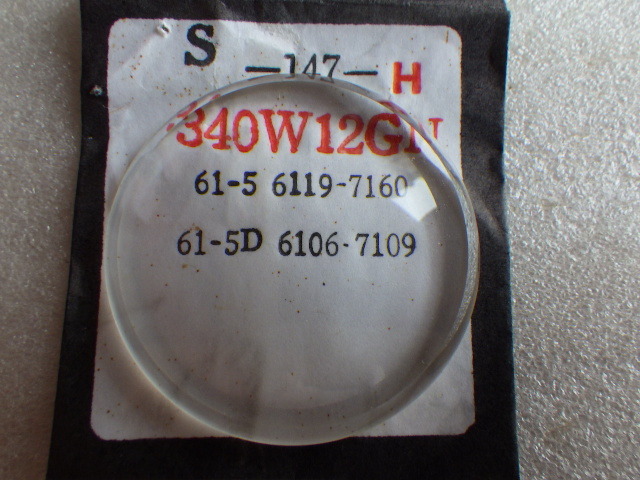 S —147— H
340W12GN
61-5 6119-7160
61-5D 6106-7109